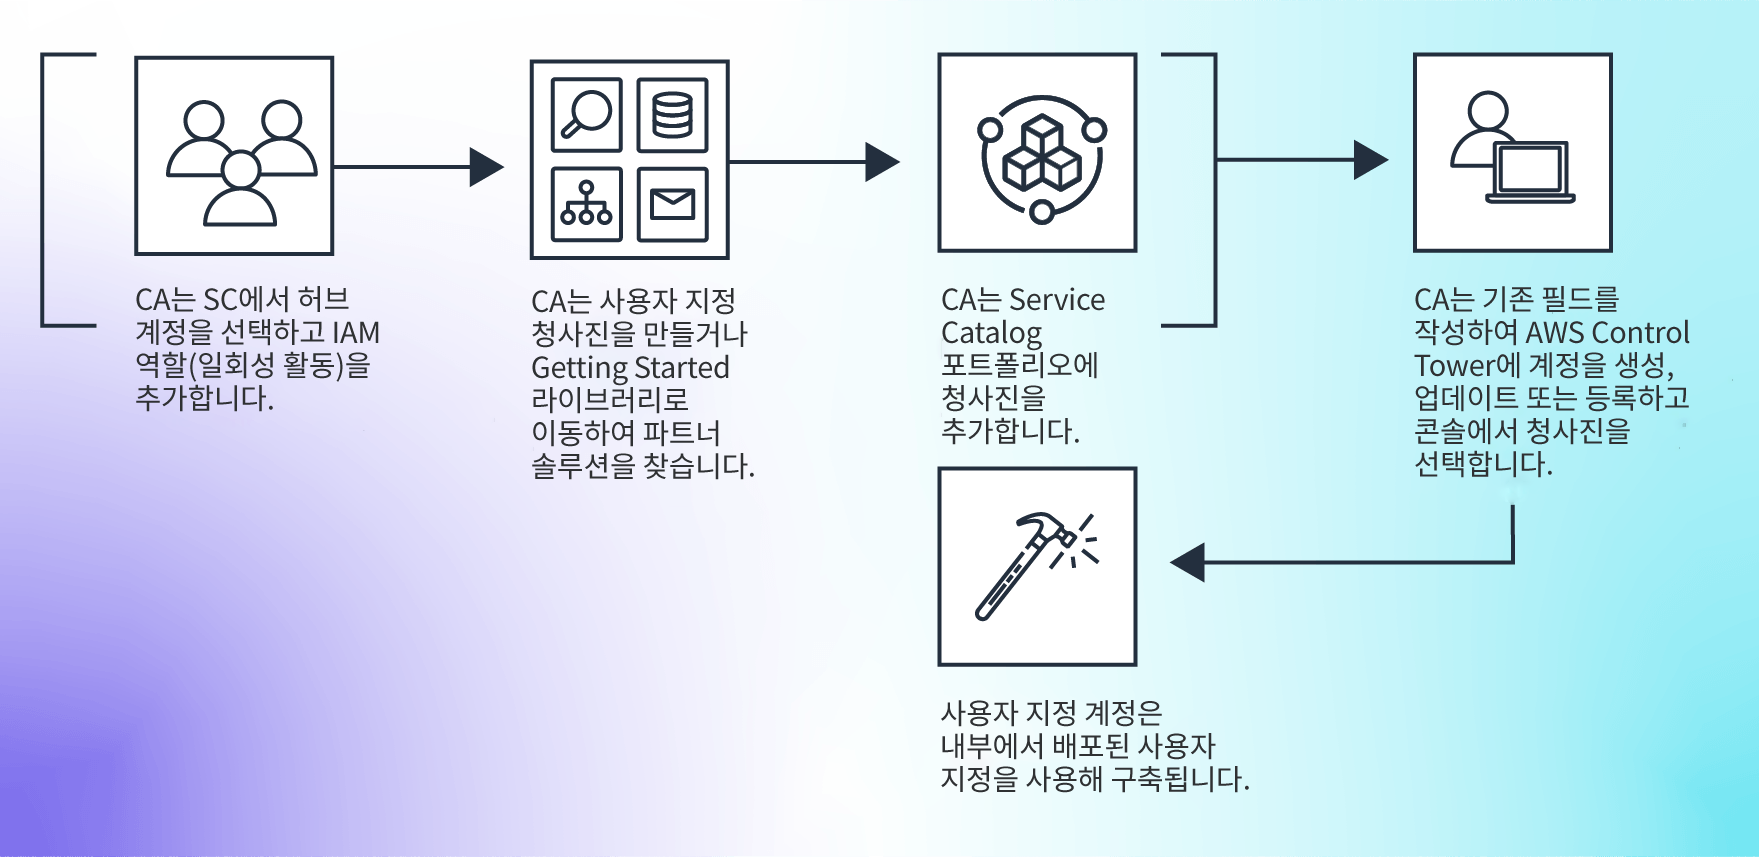 CA는 SC에서 허브
계정을 선택하고 IAM
역할(일회성 활동)을
추가합니다.
CA는 사용자 지정
청사진을 만들거나
Getting Started
라이브러리로
이동하여 파트너
솔루션을 찾습니다.
CA는 Service
Catalog
포트폴리오에
청사진을
추가합니다.
CA는 기존 필드를
작성하여 AWS Control
Tower에 계정을 생성,
업데이트 또는 등록하고
콘솔에서 청사진을
선택합니다.
사용자 지정 계정은
내부에서 배포된 사용자
지정을 사용해 구축됩니다.